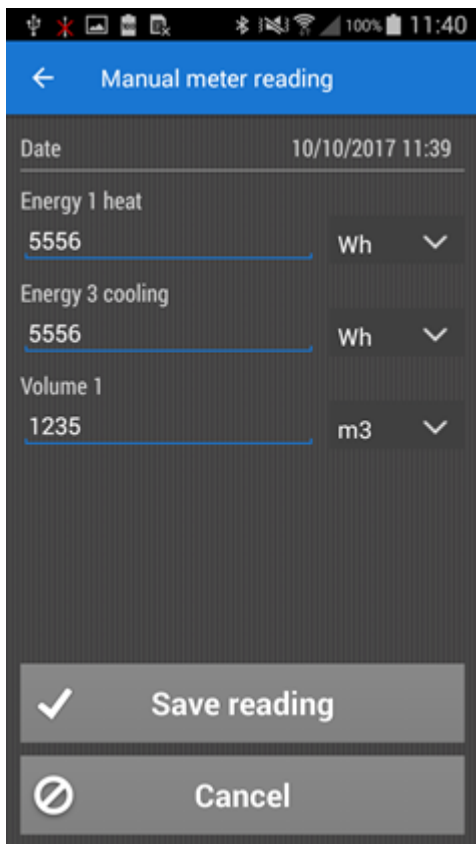 100% 11:40
Manual meter reading
Date 10/10/2017 11:39
Energy 1 heat
5556 Wh
Energy 3 cooling
5556 Wh
Volume 1
1235 m3
Save reading
Cancel